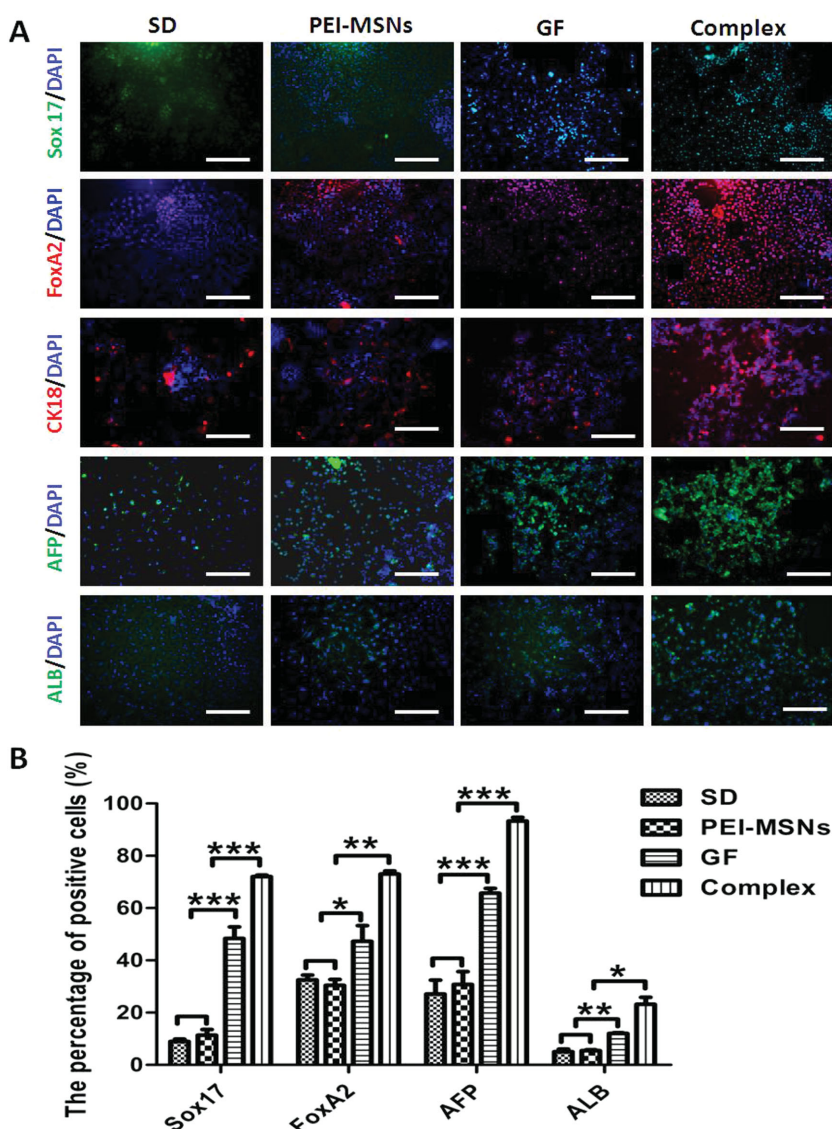 A
SD PEI-MSNs GF Complex
Sox 17/DAPI
FoxA2/DAPI
CK18/DAPI
AFP/DAPI
ALB/DAPI
B
The percentage of positive cells (%)
100
80
60
40
20
0
*** *** ** * *** *** ** *
SD
PEI-MSNs
GF
Complex
Sox17 FoxA2 AFP ALB